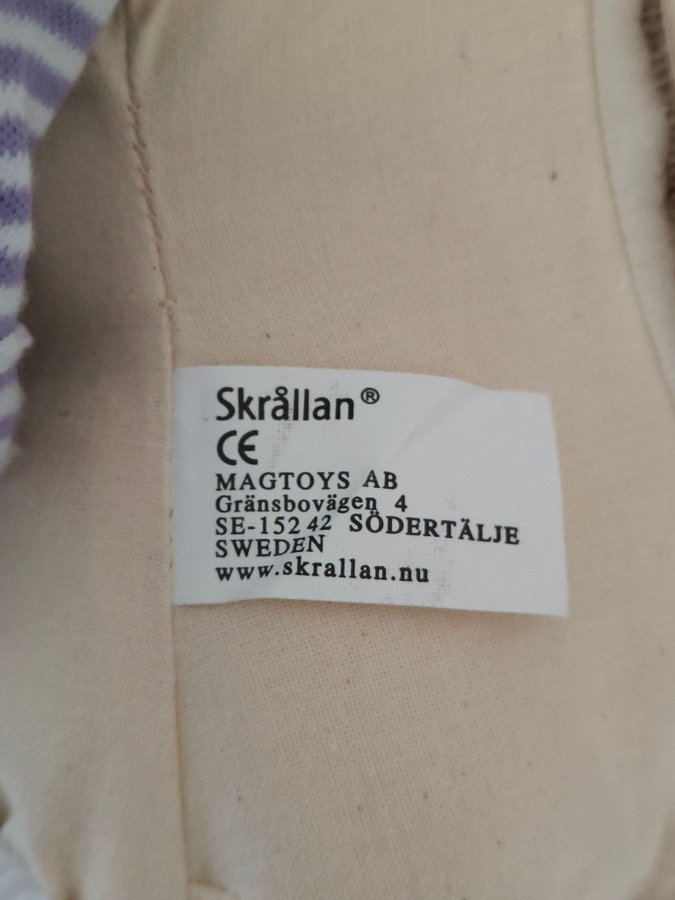 Skrållan®
CE
MAGTOYS AB
Gränsbovägen 4
SE-152 42 SÖDERTÄLJE
SWEDEN
www.skrallan.nu